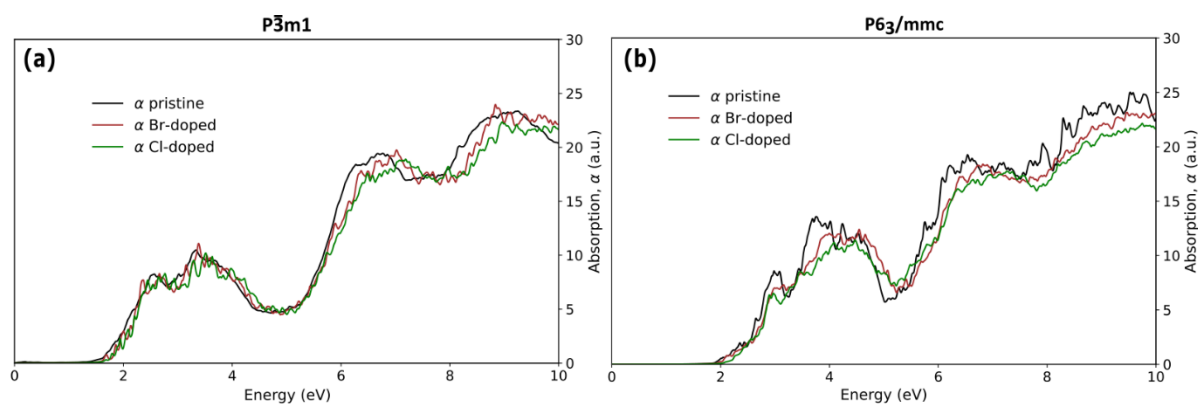 P3̅m1
(a)
α pristine
α Br-doped
α Cl-doped
0 2 4 6 8 10
Energy (eV)
30
25
20
15
10
5
0
Absorption, α (a.u.)
P6₃/mmc
(b)
α pristine
α Br-doped
α Cl-doped
0 2 4 6 8 10
Energy (eV)
30
25
20
15
10
5
0
Absorption, α (a.u.)